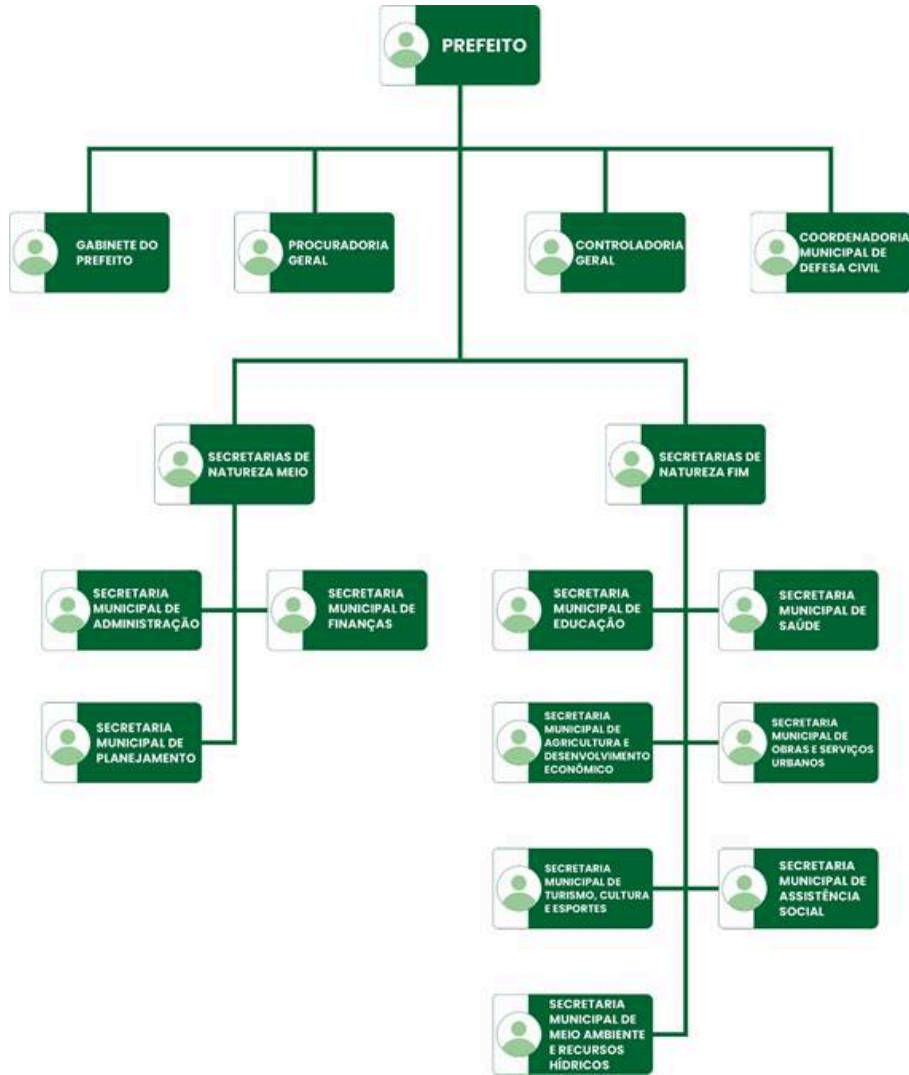 PREFEITO
GABINETE DO
PREFEITO
PROCURADORIA
GERAL
CONTROLADORIA
GERAL
COORDENADORIA
MUNICIPAL DE
DEFESA CIVIL
SECRETARIAS DE
NATUREZA MEIO
SECRETARIAS DE
NATUREZA FIM
SECRETARIA
MUNICIPAL DE
ADMINISTRAÇÃO
SECRETARIA
MUNICIPAL DE
FINANÇAS
SECRETARIA
MUNICIPAL DE
EDUCAÇÃO
SECRETARIA
MUNICIPAL DE
SAÚDE
SECRETARIA
MUNICIPAL DE
PLANEJAMENTO
SECRETARIA
MUNICIPAL DE
AGRICULTURA E
DESENVOLVIMENTO
ECONÔMICO
SECRETARIA
MUNICIPAL DE
OBRAS E SERVIÇOS
URBANOS
SECRETARIA
MUNICIPAL DE
TURISMO, CULTURA
E ESPORTES
SECRETARIA
MUNICIPAL DE
ASSISTÊNCIA
SOCIAL
SECRETARIA
MUNICIPAL DE
MEIO AMBIENTE
E RECURSOS
HÍDRICOS